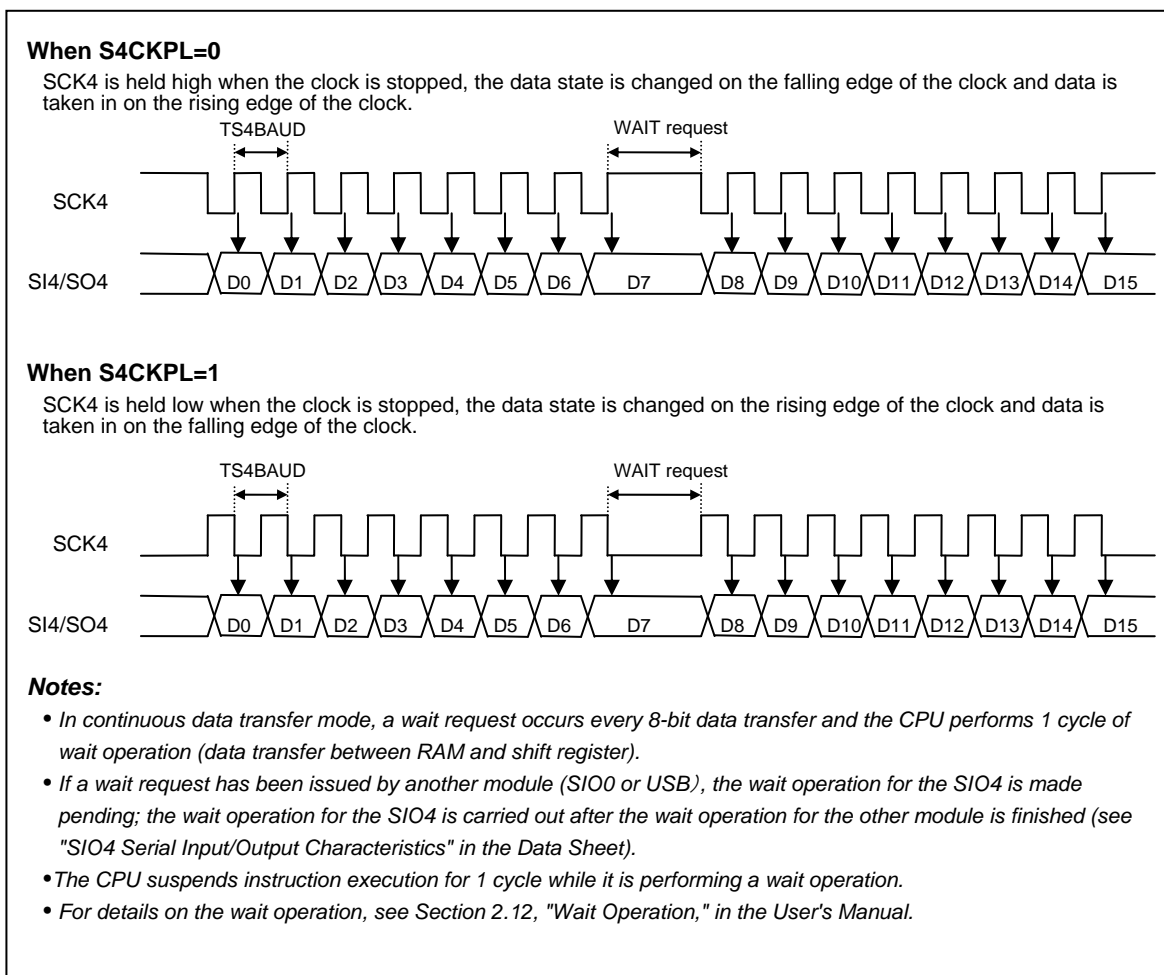 When S4CKPL=0
SCK4 is held high when the clock is stopped, the data state is changed on the falling edge of the clock and data is
taken in on the rising edge of the clock.
TS4BAUD WAIT request
SCK4
SI4/SO4 D0 D1 D2 D3 D4 D5 D6 D7 D8 D9 D10 D11 D12 D13 D14 D15
When S4CKPL=1
SCK4 is held low when the clock is stopped, the data state is changed on the rising edge of the clock and data is
taken in on the falling edge of the clock.
TS4BAUD WAIT request
SCK4
SI4/SO4 D0 D1 D2 D3 D4 D5 D6 D7 D8 D9 D10 D11 D12 D13 D14 D15
Notes:
• In continuous data transfer mode, a wait request occurs every 8-bit data transfer and the CPU performs 1 cycle of
wait operation (data transfer between RAM and shift register).
• If a wait request has been issued by another module (SIO0 or USB）, the wait operation for the SIO4 is made
pending; the wait operation for the SIO4 is carried out after the wait operation for the other module is finished (see
"SIO4 Serial Input/Output Characteristics" in the Data Sheet).
•The CPU suspends instruction execution for 1 cycle while it is performing a wait operation.
• For details on the wait operation, see Section 2.12, "Wait Operation," in the User's Manual.